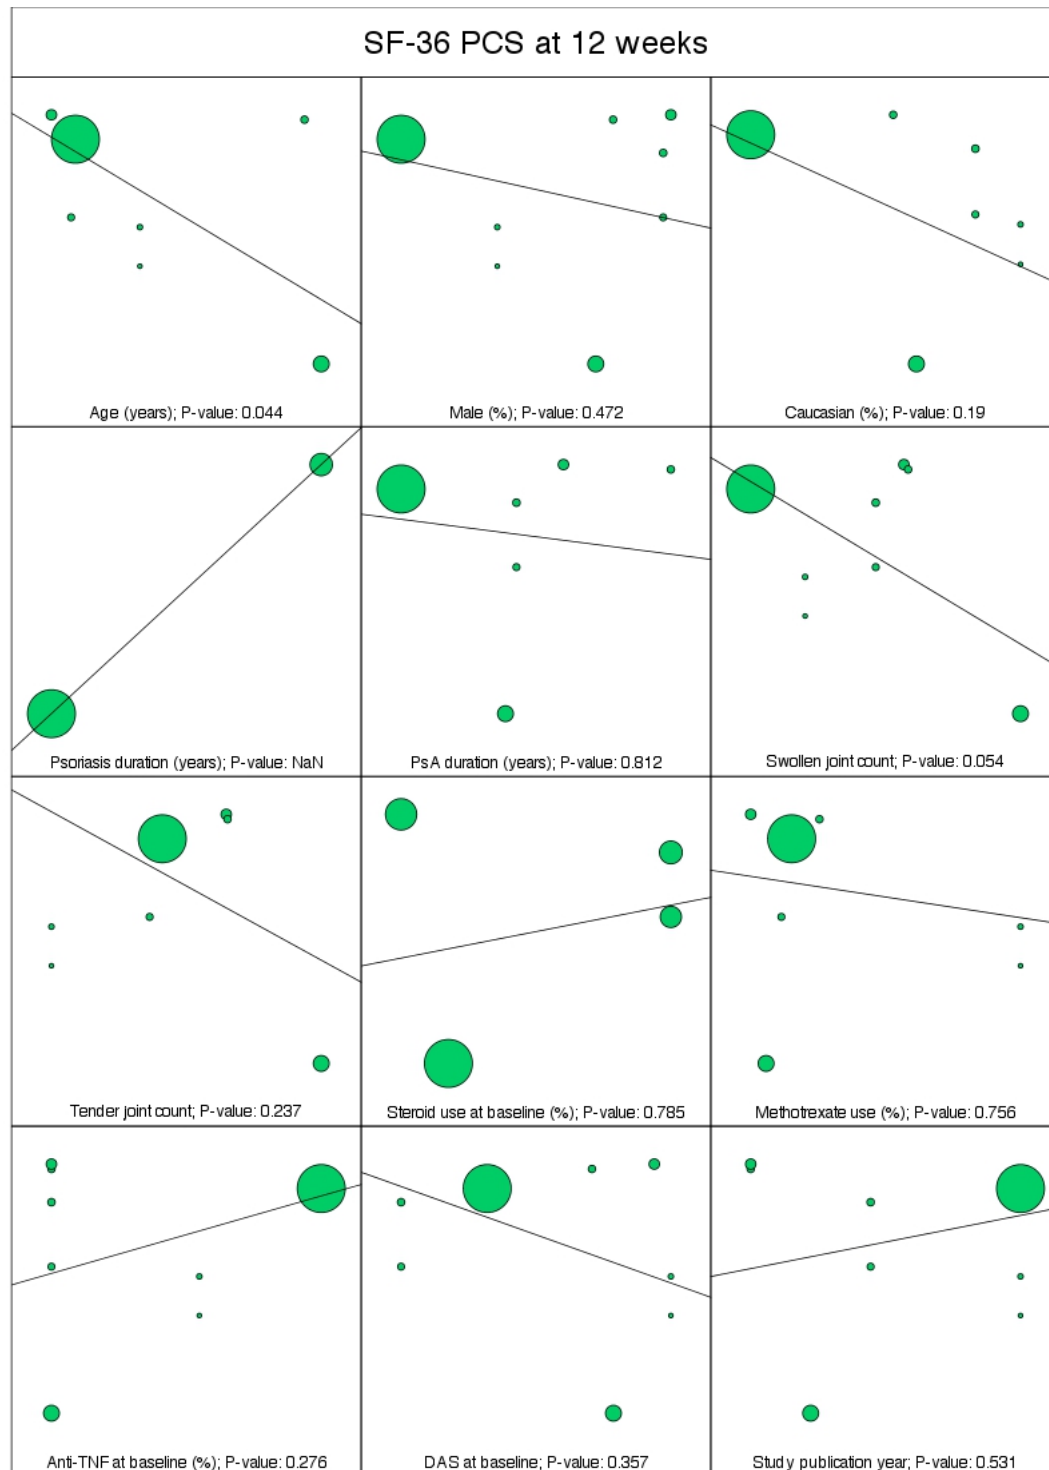 SF-36 PCS at 12 weeks
Age (years); P-value: 0.044
Male (%); P-value: 0.472
Caucasian (%); P-value: 0.19
Psoriasis duration (years); P-value: NaN
PsA duration (years); P-value: 0.812
Swollen joint count; P-value: 0.054
Tender joint count; P-value: 0.237
Steroid use at baseline (%); P-value: 0.785
Methotrexate use (%); P-value: 0.756
Anti-TNF at baseline (%); P-value: 0.276
DAS at baseline; P-value: 0.357
Study publication year; P-value: 0.531